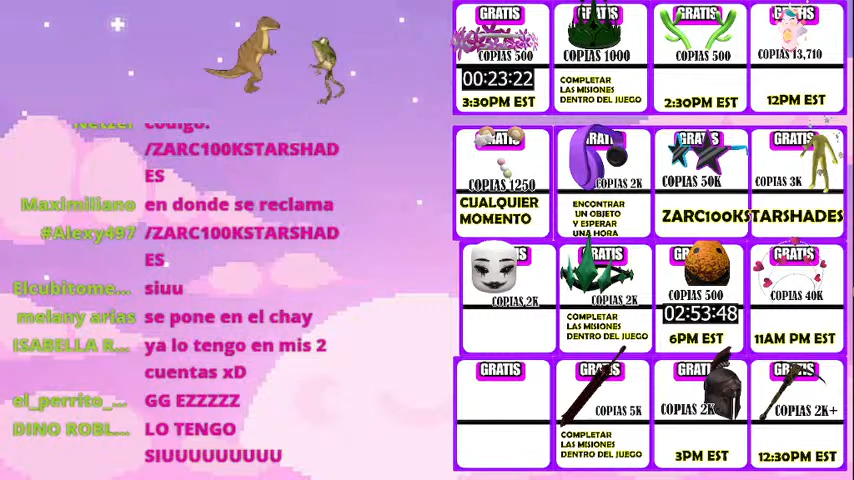 Netzer codigo:
/ZARC100KSTARSHAD
ES
Maximiliano en donde se reclama
#Alexy497 /ZARC100KSTARSHAD
ES
Elcubitome... siuu
melany arias se pone en el chay
ISABELLA R... ya lo tengo en mis 2
cuentas xD
el_perrito_... GG EZZZZZ
DINO ROBL... LO TENGO
SIUUUUUUUUU
GRATIS
COPIAS 500
00:23:22
3:30PM EST
GRATIS
COPIAS 1000
COMPLETAR
LAS MISIONES
DENTRO DEL JUEGO
GRATIS
COPIAS 500
2:30PM EST
GRATIS
COPIAS 13,710
12PM EST
GRATIS
COPIAS 1250
CUALQUIER
MOMENTO
GRATIS
COPIAS 2K
ENCONTRAR
UN OBJETO
Y ESPERAR
UNA HORA
GRATIS
COPIAS 50K
ZARC100KSTARSHADES
GRATIS
COPIAS 3K
COPIAS 2K
GRATIS
COPIAS 2K
COMPLETAR
LAS MISIONES
DENTRO DEL JUEGO
GRATIS
COPIAS 500
02:53:48
6PM EST
GRATIS
COPIAS 40K
11AM PM EST
GRATIS
GRATIS
COPIAS 5K
COMPLETAR
LAS MISIONES
DENTRO DEL JUEGO
GRATIS
COPIAS 2K
3PM EST
GRATIS
COPIAS 2K+
12:30PM EST